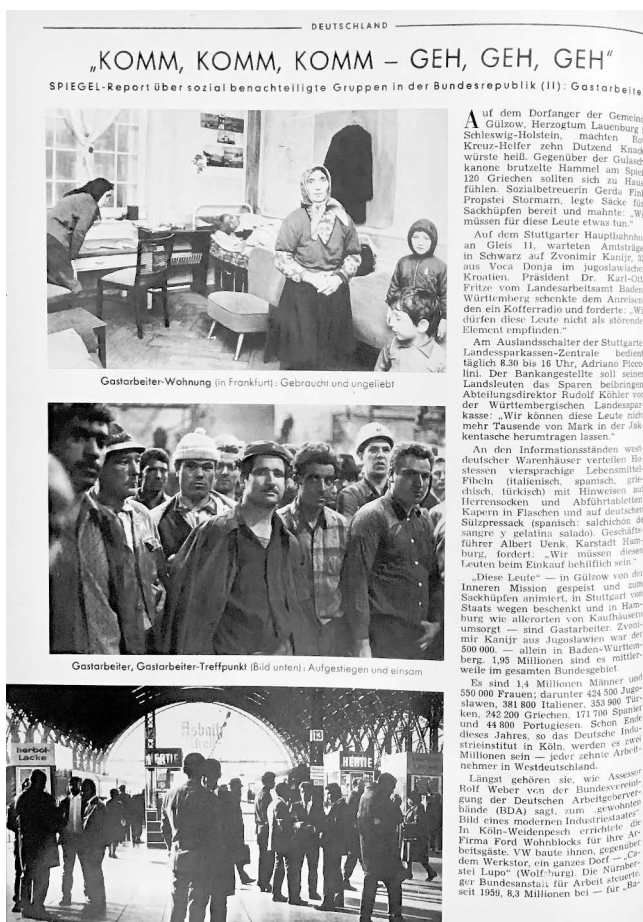 DEUTSCHLAND
„KOMM, KOMM, KOMM – GEH, GEH, GEH“
SPIEGEL-Report über sozial benachteiligte Gruppen in der Bundesrepublik (II): Gastarbeite
Gastarbeiter-Wohnung (in Frankfurt): Gebraucht und ungeliebt
Gastarbeiter, Gastarbeiter-Treffpunkt (Bild unten): Aufgestiegen und einsam
herbol-
Lacke
HERTIE
113
HERTIE
Auf dem Dorfanger der Gemeind
Gülzow, Herzogtum Lauenburg
Schleswig-Holstein, machten Rot
Kreuz-Helfer zehn Dutzend Knack
würste heiß. Gegenüber der Gulasch
kanone brutzelte Hammel am Spieß
120 Griechen sollten sich zu Haus
fühlen. Sozialbetreuerin Gerda Fin
Propstei Stormarn, legte Säcke für
Sackhüpfen bereit und mahnte: „Wi
müssen für diese Leute etwas tun.“
Auf dem Stuttgarter Hauptbahnho
an Gleis 11, warteten Amtsträge
in Schwarz auf Zvonimir Kanijr, 32
aus Voca Donja im jugoslawische
Kroatien. Präsident Dr. Karl-Ott
Fritze vom Landesarbeitsamt Baden
Württemberg schenkte dem Anreisen
den ein Kofferradio und forderte: „Wi
dürfen diese Leute nicht als störende
Element empfinden.“
Am Auslandsschalter der Stuttgarte
Landessparkassen-Zentrale bedient
täglich 8.30 bis 16 Uhr, Adriano Picco
lini. Der Bankangestellte soll seinen
Landsleuten das Sparen beibringen
Abteilungsdirektor Rudolf Köhler von
der Württembergischen Landesspar
kasse: „Wir können diese Leute nich
mehr Tausende von Mark in der Jak
kentasche herumtragen lassen.“
An den Informationsständen west-
deutscher Warenhäuser verteilen Ho-
stessen viersprachige Lebensmittel-
Fibeln (italienisch, spanisch, grie-
chisch, türkisch) mit Hinweisen auf
Herrensocken und Abführtabletten
Kapern in Flaschen und auf deutschen
Sülzpressack (spanisch: salchichón de
sangre y gelatina salado). Geschäfts-
führer Albert Uenk, Karstadt Ham-
burg, fordert: „Wir müssen diesen
Leuten beim Einkauf behilflich sein.“
„Diese Leute“ — in Gülzow von der
Inneren Mission gespeist und zum
Sackhüpfen animiert, in Stuttgart von
Staats wegen beschenkt und in Ham-
burg wie allerorten von Kaufhäusern
umsorgt — sind Gastarbeiter. Zvoni-
mir Kanijr aus Jugoslawien war der
500 000. — allein in Baden-Württem-
berg. 1,95 Millionen sind es mittler-
weile im gesamten Bundesgebiet.
Es sind 1,4 Millionen Männer und
550 000 Frauen; darunter 424 500 Jugo-
slawen, 381 800 Italiener, 353 900 Tür-
ken, 242 200 Griechen, 171 700 Spanier
und 44 800 Portugiesen. Schon Ende
dieses Jahres, so das Deutsche Indu-
strieinstitut in Köln, werden es zwei
Millionen sein — jeder zehnte Arbeit-
nehmer in Westdeutschland.
Längst gehören sie, wie Assessor
Rolf Weber von der Bundesverein-
igung der Deutschen Arbeitgeberver-
bände (BDA) sagt, zum „gewohnten
Bild eines modernen Industriestaates“.
In Köln-Weidenpesch errichtete die
Firma Ford Wohnblocks für ihre Ar-
beitsgäste. VW baute ihnen, gegenüber
dem Werkstor, ein ganzes Dorf — „Ca-
stel Lupo“ (Wolfsburg). Die Nürnber-
ger Bundesanstalt für Arbeit steuerte
seit 1959, 8,3 Millionen bei — für „Ba